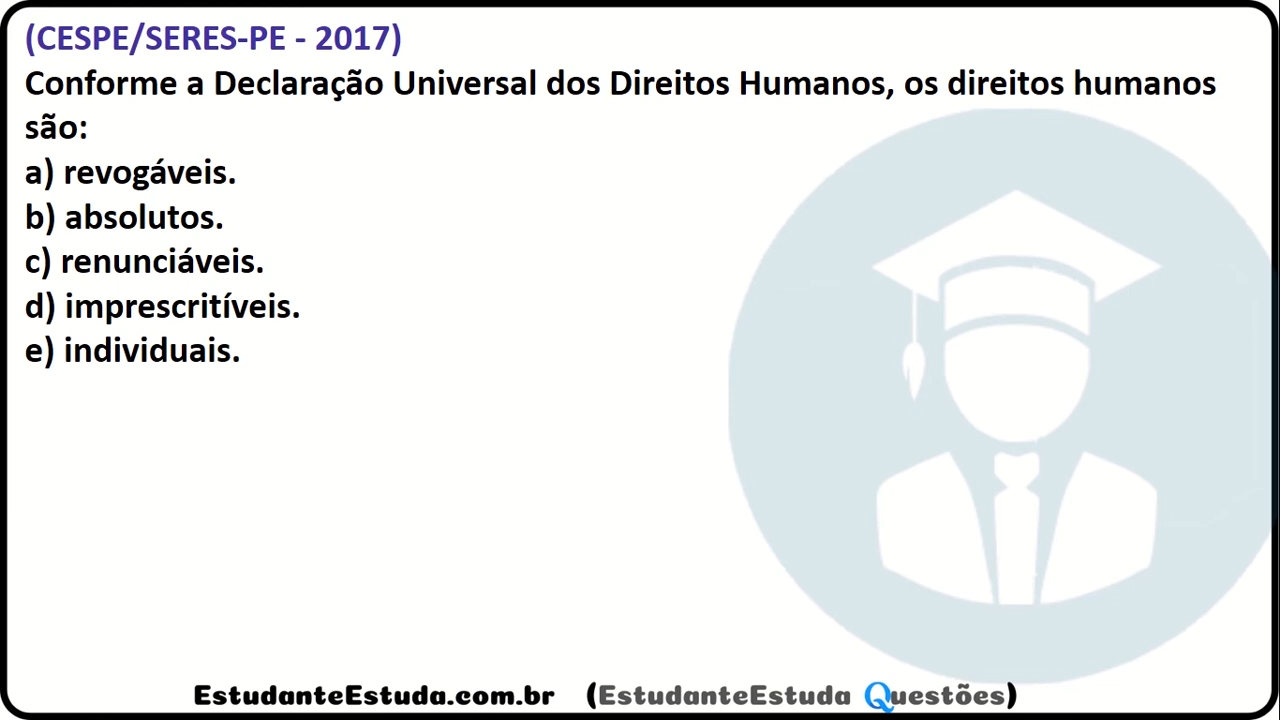 (CESPE/SERES-PE - 2017)
Conforme a Declaração Universal dos Direitos Humanos, os direitos humanos
são:
a) revogáveis.
b) absolutos.
c) renunciáveis.
d) imprescritíveis.
e) individuais.
EstudanteEstuda.com.br (EstudanteEstuda Questões)